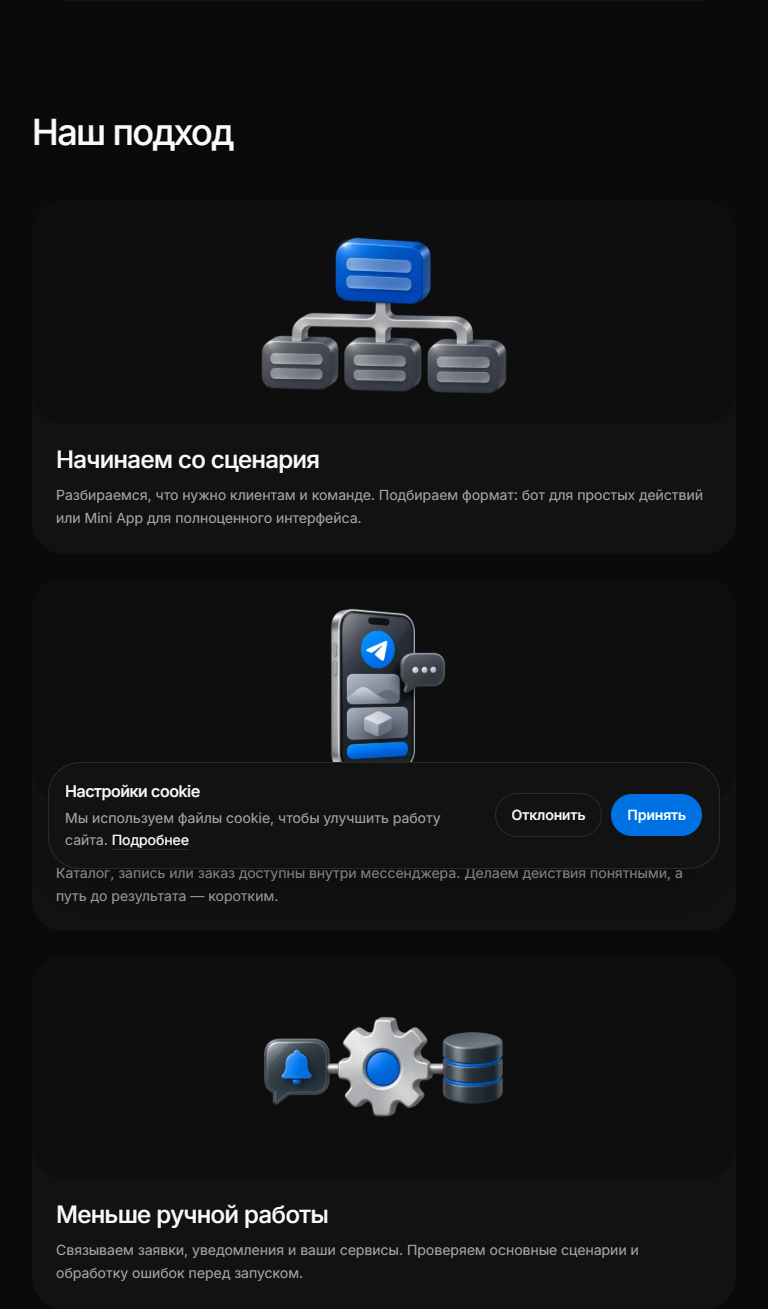 Наш подход
Начинаем со сценария
Разбираемся, что нужно клиентам и команде. Подбираем формат: бот для простых действий
или Mini App для полноценного интерфейса.
Настройки cookie
Мы используем файлы cookie, чтобы улучшить работу
сайта. Подробнее
Отклонить
Принять
Каталог, запись или заказ доступны внутри мессенджера. Делаем действия понятными, а
путь до результата — коротким.
Меньше ручной работы
Связываем заявки, уведомления и ваши сервисы. Проверяем основные сценарии и
обработку ошибок перед запуском.